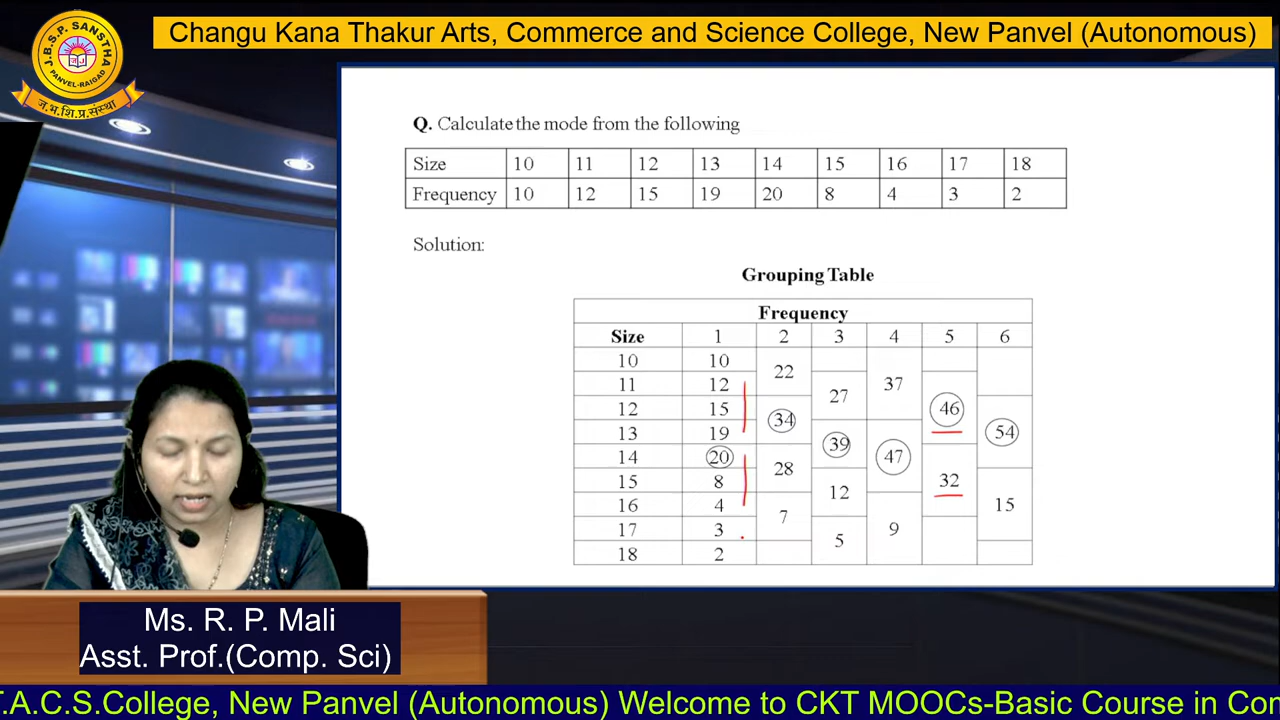 Changu Kana Thakur Arts, Commerce and Science College, New Panvel (Autonomous)
J.B.S.P. SANSTHA
PANVEL-RAIGAD
ज.भ.शि.प्र.संस्था
Q. Calculate the mode from the following
Size 10 11 12 13 14 15 16 17 18
Frequency 10 12 15 19 20 8 4 3 2
Solution:
Grouping Table
Frequency
Size 1 2 3 4 5 6
10 10
22
11 12 37
27
12 15 46
34
13 19 54
39
14 20 47
28
15 8 32
12
16 4 15
7
17 3 9
5
18 2
Ms. R. P. Mali
Asst. Prof.(Comp. Sci)
T.A.C.S.College, New Panvel (Autonomous) Welcome to CKT MOOCs-Basic Course in Con